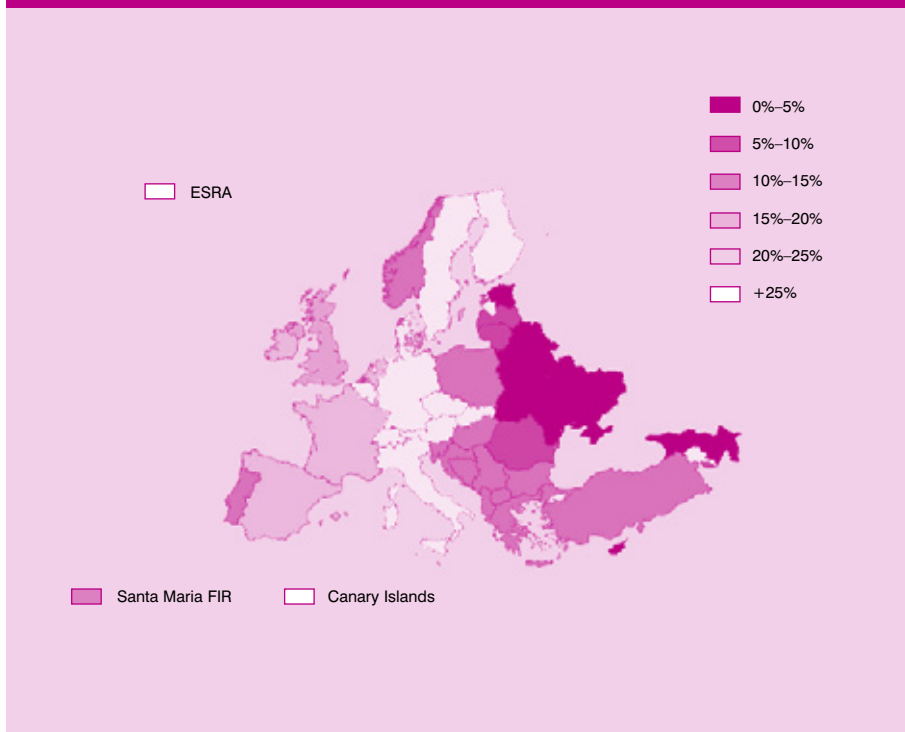 0%–5%
5%–10%
10%–15%
ESRA
15%–20%
20%–25%
+25%
Santa Maria FIR
Canary Islands